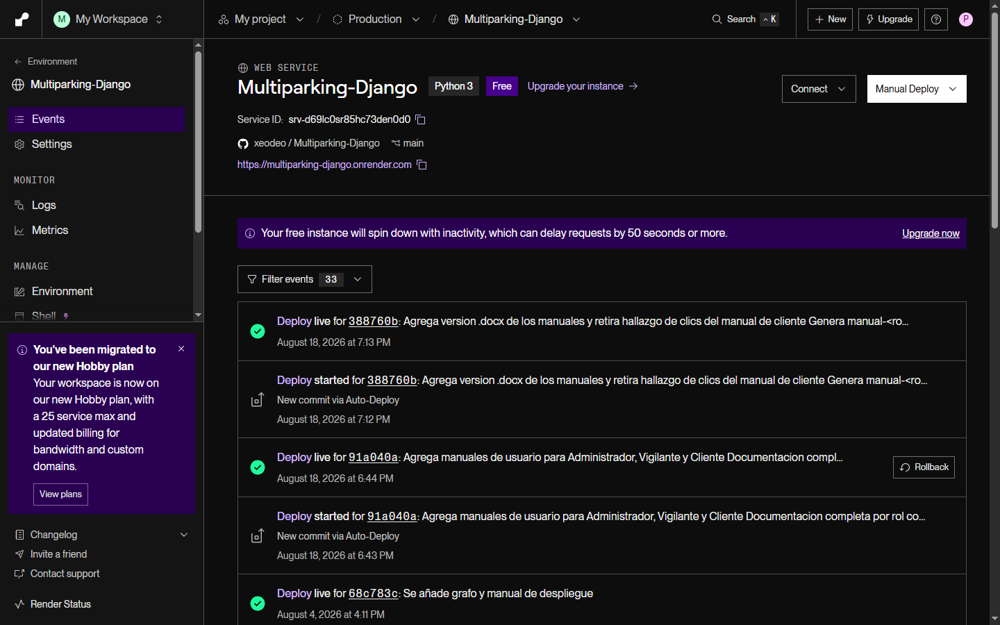 M My Workspace
My project / Production / Multiparking-Django
Search ^ K
+ New
Upgrade
P
Environment
Multiparking-Django
Events
Settings
MONITOR
Logs
Metrics
MANAGE
Environment
Shell
You've been migrated to
our new Hobby plan
Your workspace is now on
our new Hobby plan, with
a 25 service max and
updated billing for
bandwidth and custom
domains.
View plans
Changelog
Invite a friend
Contact support
Render Status
WEB SERVICE
Multiparking-Django Python 3 Free Upgrade your instance →
Connect
Manual Deploy
Service ID: srv-d69lc0sr85hc73den0d0
xeodeo / Multiparking-Django main
https://multiparking-django.onrender.com
Your free instance will spin down with inactivity, which can delay requests by 50 seconds or more.
Upgrade now
Filter events 33
Deploy live for 388760b: Agrega version .docx de los manuales y retira hallazgo de clics del manual de cliente Genera manual-<ro...
August 18, 2026 at 7:13 PM
Deploy started for 388760b: Agrega version .docx de los manuales y retira hallazgo de clics del manual de cliente Genera manual-<ro...
New commit via Auto-Deploy
August 18, 2026 at 7:12 PM
Deploy live for 91a040a: Agrega manuales de usuario para Administrador, Vigilante y Cliente Documentacion compl...
August 18, 2026 at 6:44 PM
Rollback
Deploy started for 91a040a: Agrega manuales de usuario para Administrador, Vigilante y Cliente Documentacion completa por rol co...
New commit via Auto-Deploy
August 18, 2026 at 6:43 PM
Deploy live for 68c783c: Se añade grafo y manual de despliegue
August 4, 2026 at 4:11 PM